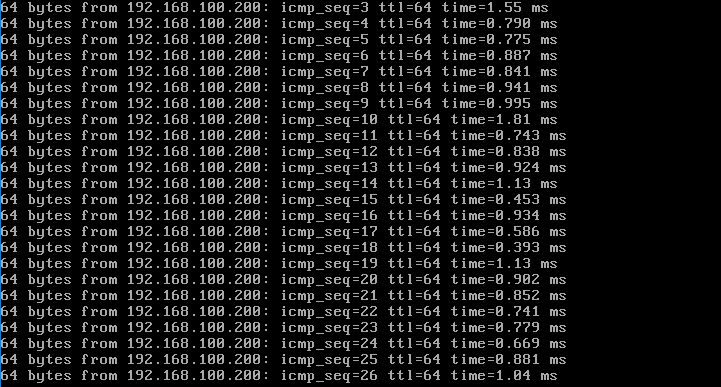 64 bytes from 192.168.100.200: icmp_seq=3 ttl=64 time=1.55 ms
64 bytes from 192.168.100.200: icmp_seq=4 ttl=64 time=0.790 ms
64 bytes from 192.168.100.200: icmp_seq=5 ttl=64 time=0.775 ms
64 bytes from 192.168.100.200: icmp_seq=6 ttl=64 time=0.887 ms
64 bytes from 192.168.100.200: icmp_seq=7 ttl=64 time=0.841 ms
64 bytes from 192.168.100.200: icmp_seq=8 ttl=64 time=0.941 ms
64 bytes from 192.168.100.200: icmp_seq=9 ttl=64 time=0.995 ms
64 bytes from 192.168.100.200: icmp_seq=10 ttl=64 time=1.81 ms
64 bytes from 192.168.100.200: icmp_seq=11 ttl=64 time=0.743 ms
64 bytes from 192.168.100.200: icmp_seq=12 ttl=64 time=0.838 ms
64 bytes from 192.168.100.200: icmp_seq=13 ttl=64 time=0.924 ms
64 bytes from 192.168.100.200: icmp_seq=14 ttl=64 time=1.13 ms
64 bytes from 192.168.100.200: icmp_seq=15 ttl=64 time=0.453 ms
64 bytes from 192.168.100.200: icmp_seq=16 ttl=64 time=0.934 ms
64 bytes from 192.168.100.200: icmp_seq=17 ttl=64 time=0.586 ms
64 bytes from 192.168.100.200: icmp_seq=18 ttl=64 time=0.393 ms
64 bytes from 192.168.100.200: icmp_seq=19 ttl=64 time=1.13 ms
64 bytes from 192.168.100.200: icmp_seq=20 ttl=64 time=0.902 ms
64 bytes from 192.168.100.200: icmp_seq=21 ttl=64 time=0.852 ms
64 bytes from 192.168.100.200: icmp_seq=22 ttl=64 time=0.741 ms
64 bytes from 192.168.100.200: icmp_seq=23 ttl=64 time=0.779 ms
64 bytes from 192.168.100.200: icmp_seq=24 ttl=64 time=0.669 ms
64 bytes from 192.168.100.200: icmp_seq=25 ttl=64 time=0.881 ms
64 bytes from 192.168.100.200: icmp_seq=26 ttl=64 time=1.04 ms